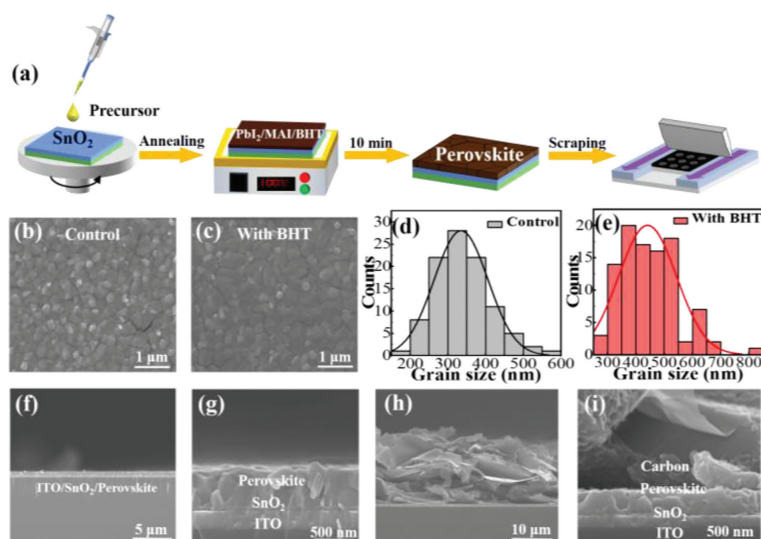 (a)
Precursor
SnO₂
Annealing
PbI₂/MAI/BHT
10 min
Perovskite
Scraping
(b)
Control
1 μm
(c)
With BHT
1 μm
(d)
Control
Counts
30
25
20
15
10
5
0
200 300 400 500 600
Grain size (nm)
(e)
With BHT
Counts
20
15
10
5
0
300 400 500 600 700 800
Grain size (nm)
(f)
ITO/SnO₂/Perovskite
5 μm
(g)
Perovskite
SnO₂
ITO
500 nm
(h)
10 μm
(i)
Carbon
Perovskite
SnO₂
ITO
500 nm